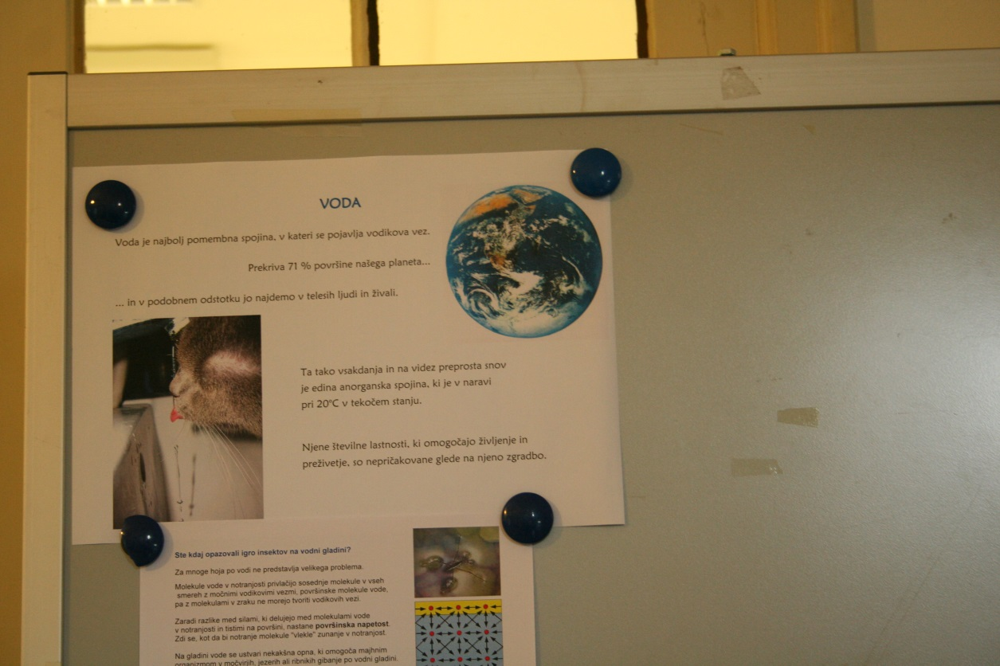 VODA
Voda je najbolj pomembna spojina, v kateri se pojavlja vodikova vez.
Prekriva 71 % površine našega planeta...
... in v podobnem odstotku jo najdemo v telesih ljudi in živali.
Ta tako vsakdanja in na videz preprosta snov
je edina anorganska spojina, ki je v naravi
pri 20°C v tekočem stanju.
Njene številne lastnosti, ki omogočajo življenje in
preživetje, so nepričakovane glede na njeno zgradbo.
Ste kdaj opazovali igro insektov na vodni gladini?
Za mnoge hoja po vodi ne predstavlja velikega problema.
Molekule vode v notranjosti privlačijo sosednje molekule v vseh
smereh z močnimi vodikovimi vezmi, površinske molekule vode,
pa z molekulami v zraku ne morejo tvoriti vodikovih vezi.
Zaradi razlike med silami, ki delujejo med molekulami vode
v notranjosti in tistimi na površini, nastane površinska napetost.
Zdi se, kot da bi notranje molekule "vlekle" zunanje v notranjost.
Na gladini vode se ustvari nekakšna opna, ki omogoča majhnim
organizmom v močvirjih, jezerih ali ribnikih gibanje po vodni gladini.